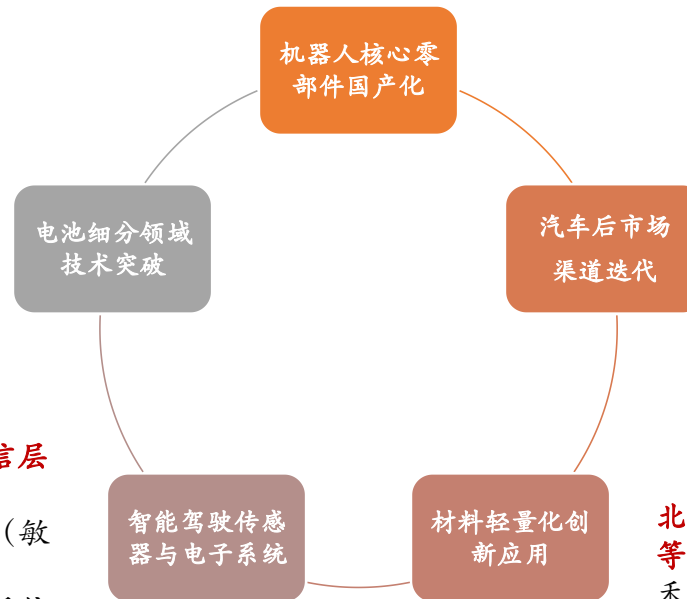 机器人核心零
部件国产化
电池细分领域
技术突破
汽车后市场
渠道迭代
信层
（敏
智能驾驶传感
器与电子系统
材料轻量化创
新应用
北
等